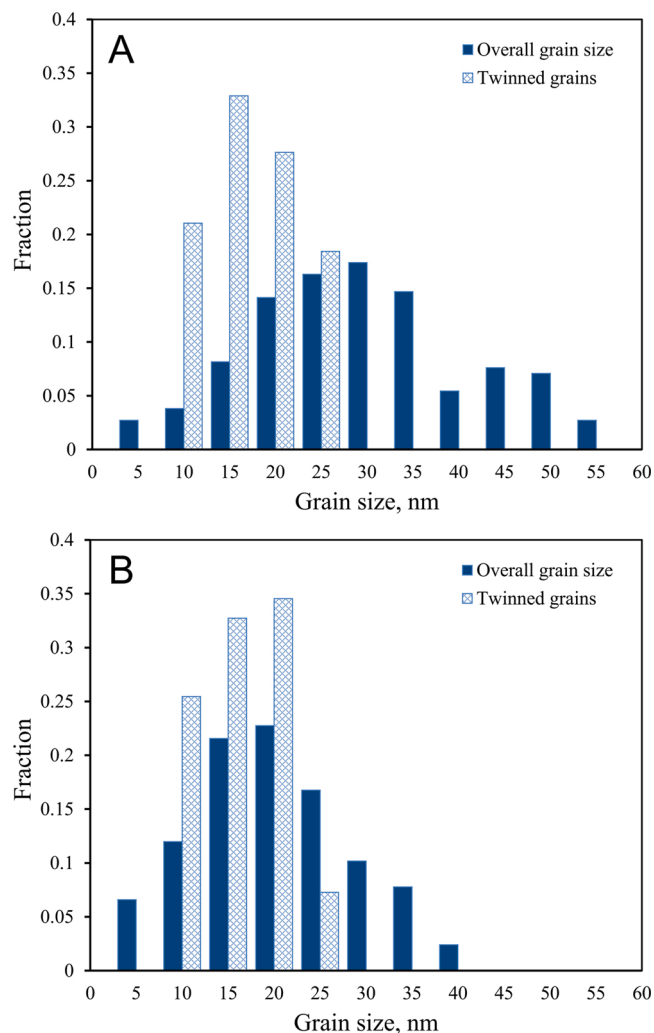 A
Overall grain size
Twinned grains
0.4
0.35
0.3
0.25
0.2
0.15
0.1
0.05
0
Fraction
0 5 10 15 20 25 30 35 40 45 50 55 60
Grain size, nm
B
Overall grain size
Twinned grains
0.4
0.35
0.3
0.25
0.2
0.15
0.1
0.05
0
Fraction
0 5 10 15 20 25 30 35 40 45 50 55 60
Grain size, nm